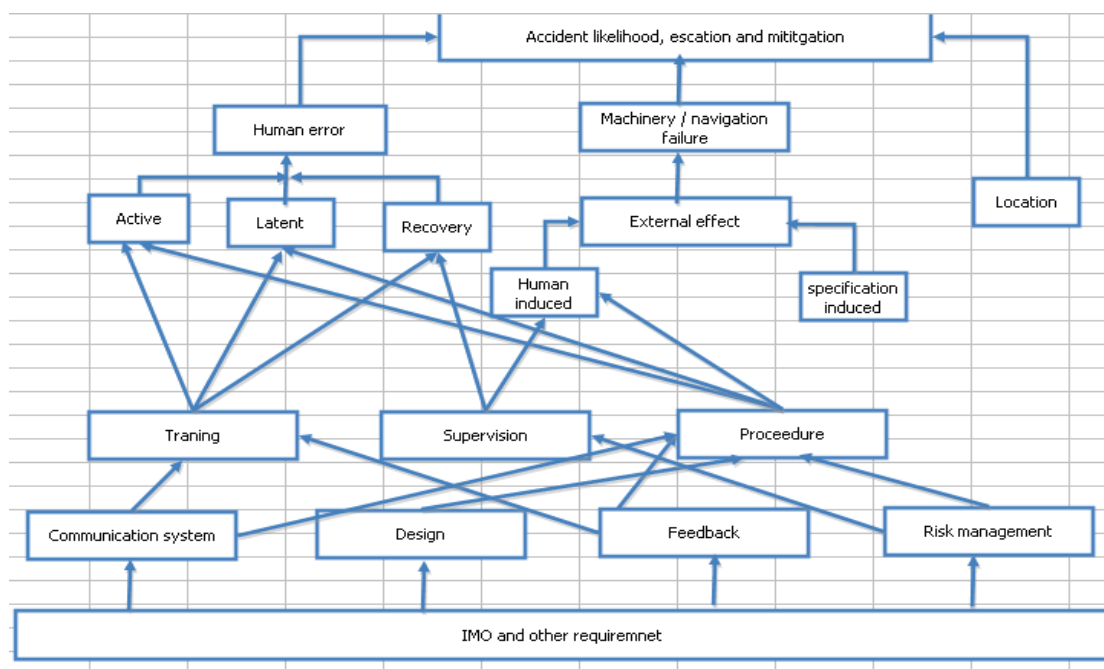 Accident likelihood, escation and mititgation
Human error
Machinery / navigation
failure
Active
Latent
Recovery
External effect
Location
Human
induced
specification
induced
Traning
Supervision
Proceedure
Communication system
Design
Feedback
Risk management
IMO and other requiremnet